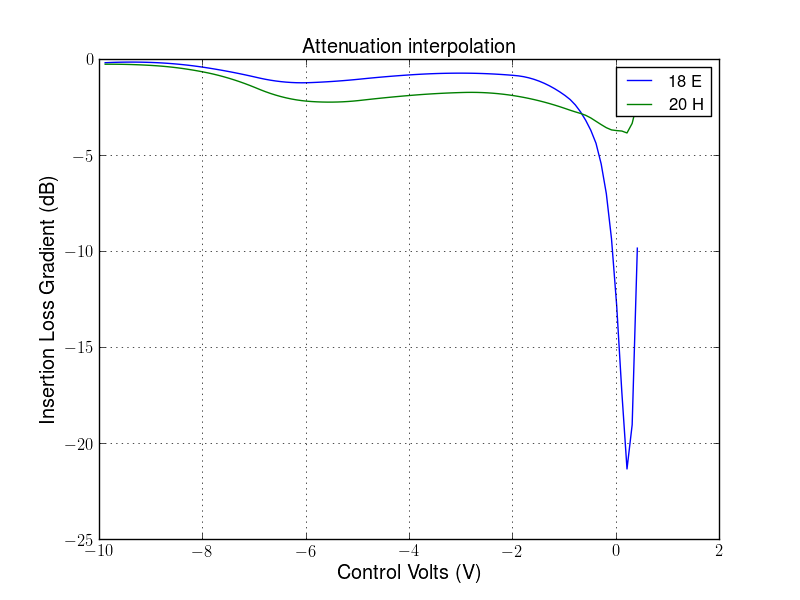 Attenuation interpolation
18 E
20 H
Insertion Loss Gradient (dB)
0
−5
−10
−15
−20
−25
−10 −8 −6 −4 −2 0 2
Control Volts (V)